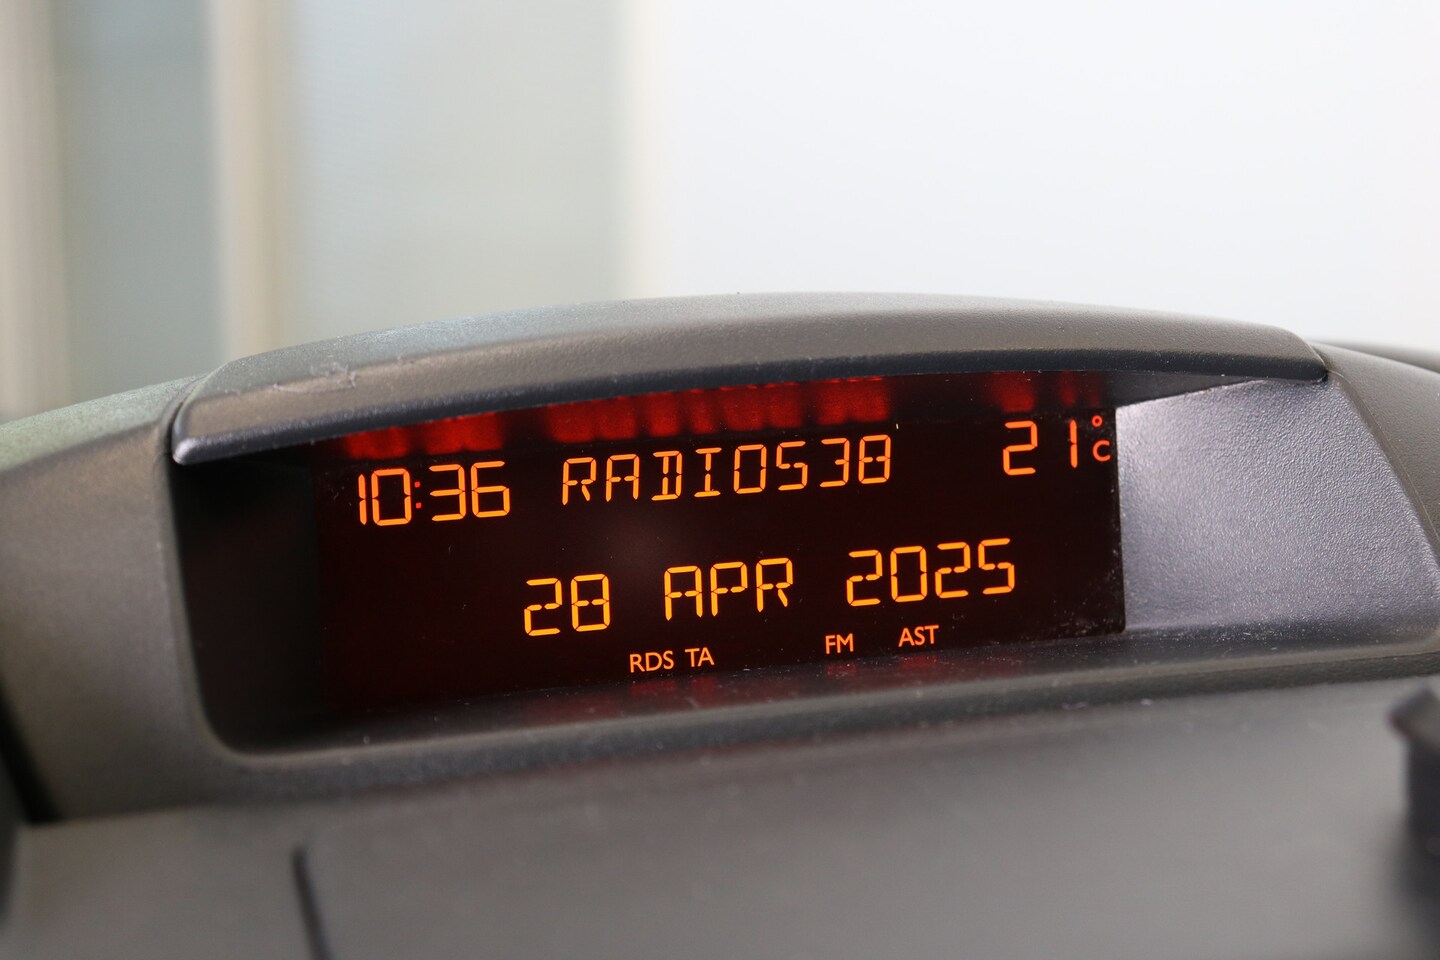 10:36 RADIO538 21°C
28 APR 2025
RDS TA FM AST